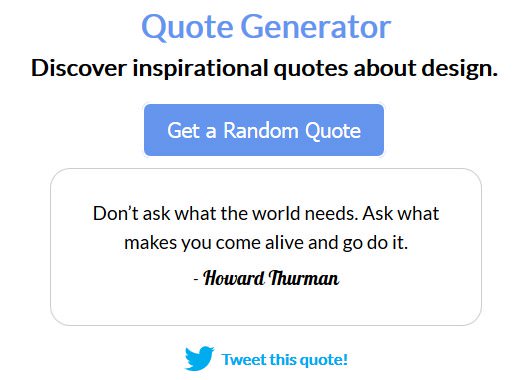 Quote Generator
Discover inspirational quotes about design.
Get a Random Quote
Don’t ask what the world needs. Ask what
makes you come alive and go do it.
- Howard Thurman
Tweet this quote!